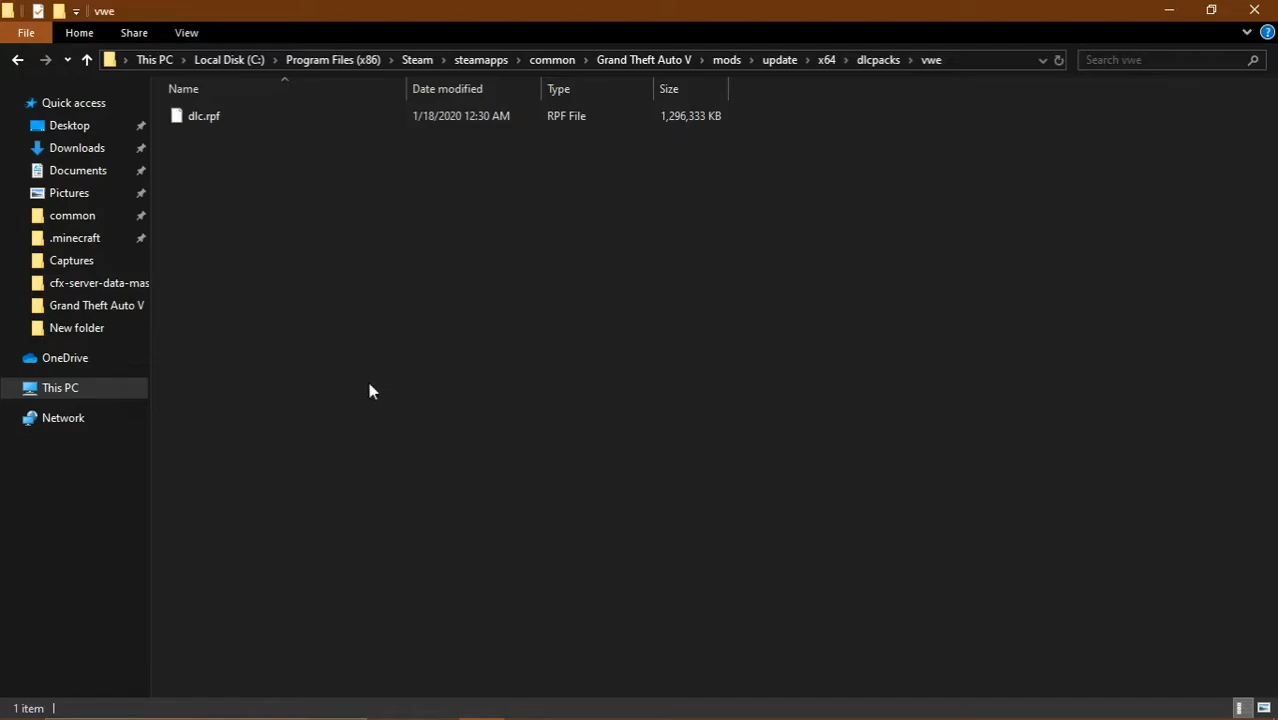 vwe
File Home Share View
This PC Local Disk (C:) Program Files (x86) Steam steamapps common Grand Theft Auto V mods update x64 dlcpacks vwe Search vwe
Name Date modified Type Size
dlc.rpf 1/18/2020 12:30 AM RPF File 1,296,333 KB
Quick access
Desktop
Downloads
Documents
Pictures
common
.minecraft
Captures
cfx-server-data-mas
Grand Theft Auto V
New folder
OneDrive
This PC
Network
1 item